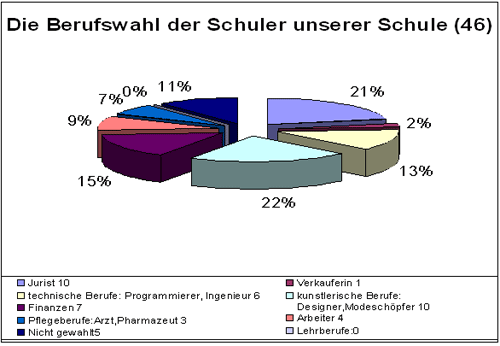 Die Berufswahl der Schuler unserer Schule (46)
0%
11%
7%
21%
9%
2%
13%
15%
22%
Jurist 10
Verkauferin 1
technische Berufe: Programmierer, Ingenieur 6
kunstlerische Berufe:
Designer,Modeschöpfer 10
Finanzen 7
Arbeiter 4
Pflegeberufe:Arzt,Pharmazeut 3
Lehrberufe:0
Nicht gewahlt5